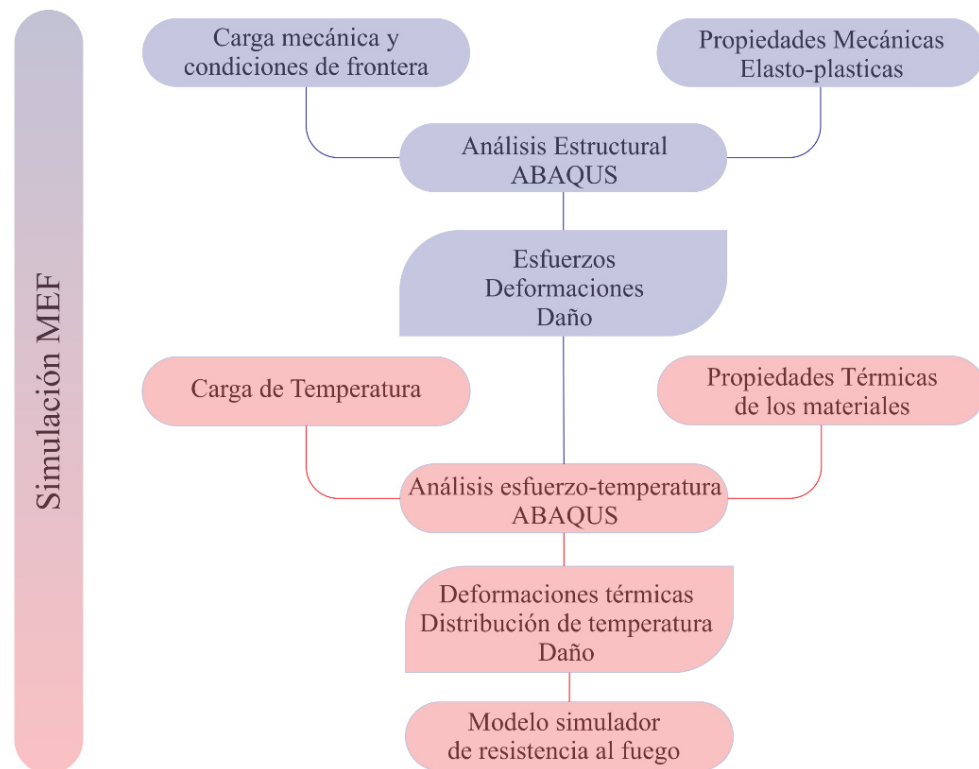 Simulación MEF
Carga mecánica y
condiciones de frontera
Propiedades Mecánicas
Elasto-plasticas
Análisis Estructural
ABAQUS
Esfuerzos
Deformaciones
Daño
Carga de Temperatura
Propiedades Térmicas
de los materiales
Análisis esfuerzo-temperatura
ABAQUS
Deformaciones térmicas
Distribución de temperatura
Daño
Modelo simulador
de resistencia al fuego